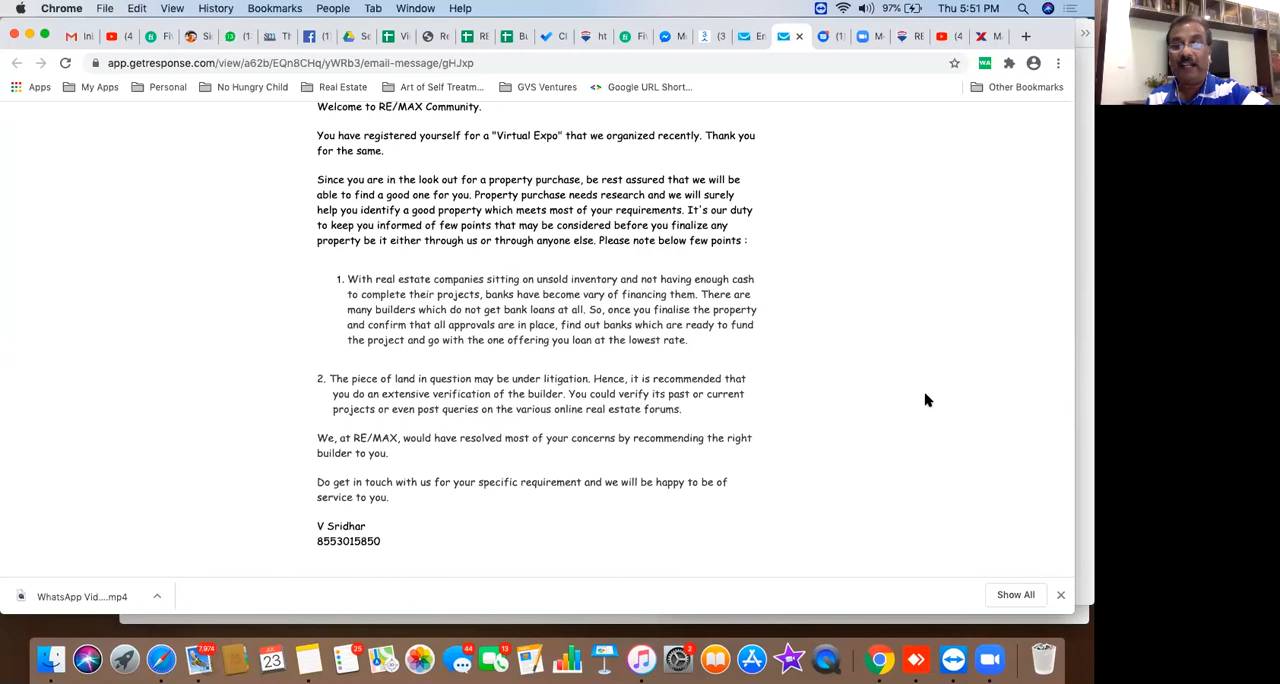 Chrome File Edit View History Bookmarks People Tab Window Help
97% Thu 5:51 PM
app.getresponse.com/view/a62b/EQn8CHq/yWRb3/email-message/gHJxp
Apps My Apps Personal No Hungry Child Real Estate Art of Self Treatm... GVS Ventures Google URL Short... Other Bookmarks
Welcome to RE/MAX Community.
You have registered yourself for a "Virtual Expo" that we organized recently. Thank you
for the same.
Since you are in the look out for a property purchase, be rest assured that we will be
able to find a good one for you. Property purchase needs research and we will surely
help you identify a good property which meets most of your requirements. It's our duty
to keep you informed of few points that may be considered before you finalize any
property be it either through us or through anyone else. Please note below few points :
1. With real estate companies sitting on unsold inventory and not having enough cash
to complete their projects, banks have become vary of financing them. There are
many builders which do not get bank loans at all. So, once you finalise the property
and confirm that all approvals are in place, find out banks which are ready to fund
the project and go with the one offering you loan at the lowest rate.
2. The piece of land in question may be under litigation. Hence, it is recommended that
you do an extensive verification of the builder. You could verify its past or current
projects or even post queries on the various online real estate forums.
We, at RE/MAX, would have resolved most of your concerns by recommending the right
builder to you.
Do get in touch with us for your specific requirement and we will be happy to be of
service to you.
V Sridhar
8553015850
WhatsApp Vid....mp4
Show All
7,974
23
25
44
13
2